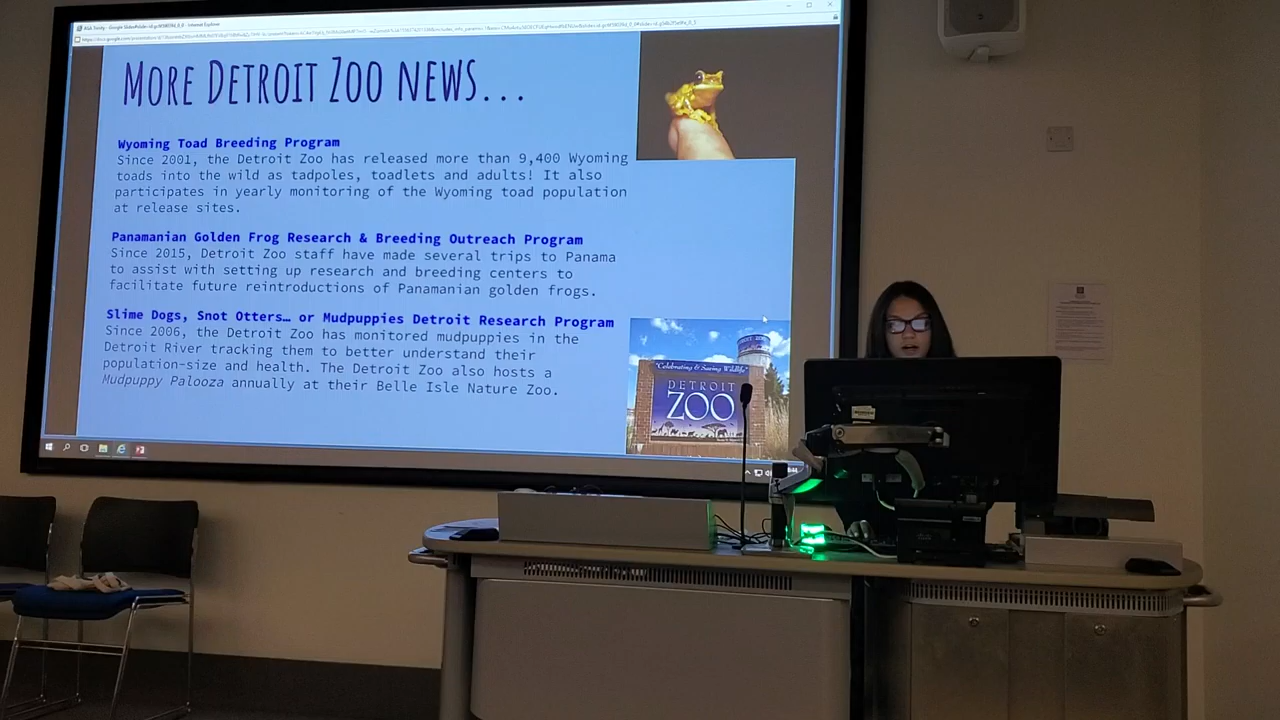 More Detroit Zoo news...
Wyoming Toad Breeding Program
Since 2001, the Detroit Zoo has released more than 9,400 Wyoming
toads into the wild as tadpoles, toadlets and adults! It also
participates in yearly monitoring of the Wyoming toad population
at release sites.
Panamanian Golden Frog Research & Breeding Outreach Program
Since 2015, Detroit Zoo staff have made several trips to Panama
to assist with setting up research and breeding centers to
facilitate future reintroductions of Panamanian golden frogs.
Slime Dogs, Snot Otters… or Mudpuppies Detroit Research Program
Since 2006, the Detroit Zoo has monitored mudpuppies in the
Detroit River tracking them to better understand their
population-size and health. The Detroit Zoo also hosts a
Mudpuppy Palooza annually at their Belle Isle Nature Zoo.
"Celebrating & Saving Wildlife"
DETROIT
ZOO